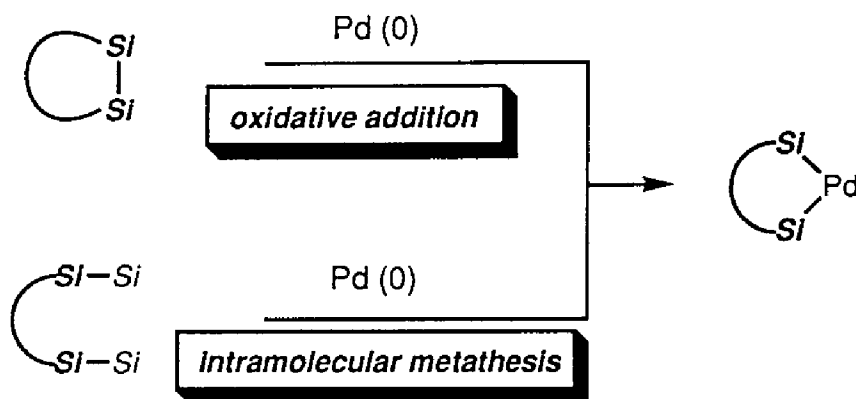 Si
Si
Pd (0)
oxidative addition
Si
Pd
Si
Si—Si
Si—Si
Pd (0)
intramolecular metathesis